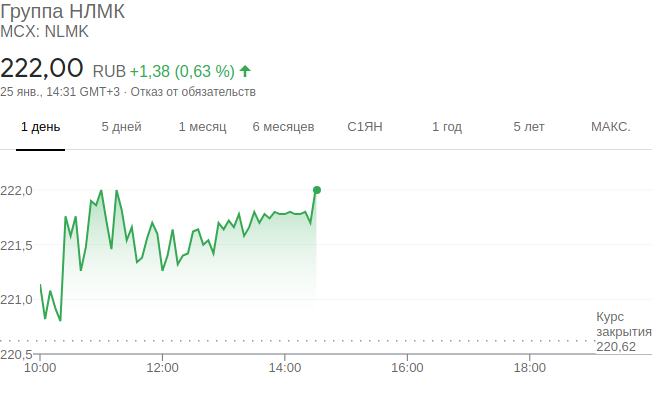 Группа НЛМК
MCX: NLMK
222,00 RUB +1,38 (0,63 %)
25 янв., 14:31 GMT+3 · Отказ от обязательств
1 день 5 дней 1 месяц 6 месяцев С1ЯН 1 год 5 лет МАКС.
222,0
221,5
221,0
Курс
закрытия
220,62
220,5
10:00 12:00 14:00 16:00 18:00